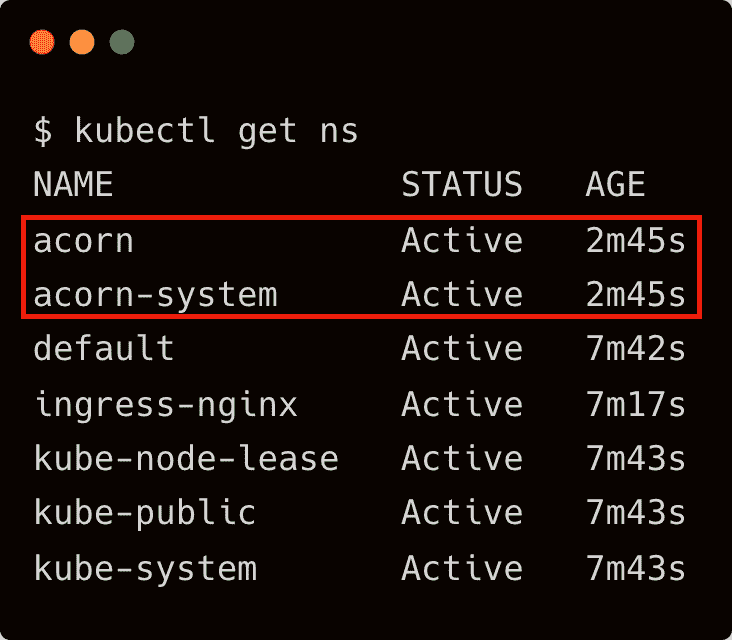 $ kubectl get ns
NAME STATUS AGE
acorn Active 2m45s
acorn-system Active 2m45s
default Active 7m42s
ingress-nginx Active 7m17s
kube-node-lease Active 7m43s
kube-public Active 7m43s
kube-system Active 7m43s